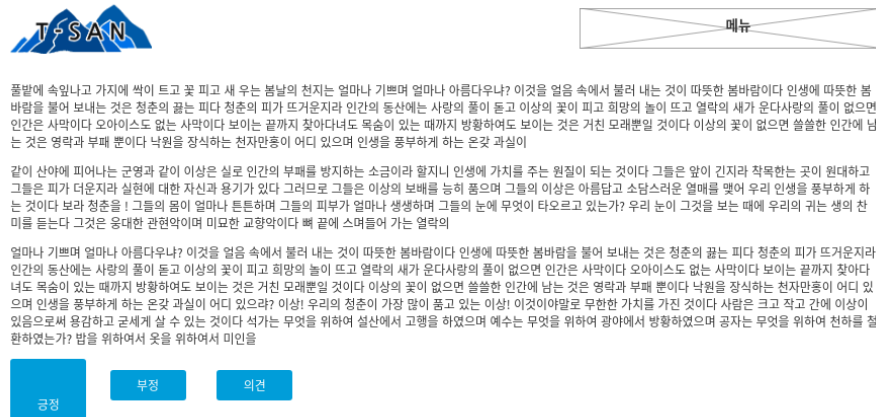 T-SAN
메뉴
풀밭에 속잎나고 가지에 싹이 트고 꽃 피고 새 우는 봄날의 천지는 얼마나 기쁘며 얼마나 아름다우냐? 이것을 얼음 속에서 불러 내는 것이 따뜻한 봄바람이다 인생에 따뜻한 봄
바람을 불어 보내는 것은 청춘의 끓는 피다 청춘의 피가 뜨거운지라 인간의 동산에는 사랑의 풀이 돋고 이상의 꽃이 피고 희망의 놀이 뜨고 열락의 새가 운다사랑의 풀이 없으면
인간은 사막이다 오아이스도 없는 사막이다 보이는 끝까지 찾아다녀도 목숨이 있는 때까지 방황하여도 보이는 것은 거친 모래뿐일 것이다 이상의 꽃이 없으면 쓸쓸한 인간에 남
는 것은 영락과 부패 뿐이다 낙원을 장식하는 천자만홍이 어디 있으며 인생을 풍부하게 하는 온갖 과실이
같이 산야에 피어나는 군영과 같이 이상은 실로 인간의 부패를 방지하는 소금이라 할지니 인생에 가치를 주는 원질이 되는 것이다 그들은 앞이 긴지라 착목한는 곳이 원대하고
그들은 피가 더운지라 실현에 대한 자신과 용기가 있다 그러므로 그들은 이상의 보배를 능히 품으며 그들의 이상은 아름답고 소담스러운 열매를 맺어 우리 인생을 풍부하게 하
는 것이다 보라 청춘을 ! 그들의 몸이 얼마나 튼튼하며 그들의 피부가 얼마나 생생하며 그들의 눈에 무엇이 타오르고 있는가? 우리 눈이 그것을 보는 때에 우리의 귀는 생의 찬
미를 듣는다 그것은 웅대한 관현악이며 미묘한 교향악이다 뼈 끝에 스며들어 가는 열락의
얼마나 기쁘며 얼마나 아름다우냐? 이것을 얼음 속에서 불러 내는 것이 따뜻한 봄바람이다 인생에 따뜻한 봄바람을 불어 보내는 것은 청춘의 끓는 피다 청춘의 피가 뜨거운지라
인간의 동산에는 사랑의 풀이 돋고 이상의 꽃이 피고 희망의 놀이 뜨고 열락의 새가 운다사랑의 풀이 없으면 인간은 사막이다 오아이스도 없는 사막이다 보이는 끝까지 찾아다
녀도 목숨이 있는 때까지 방황하여도 보이는 것은 거친 모래뿐일 것이다 이상의 꽃이 없으면 쓸쓸한 인간에 남는 것은 영락과 부패 뿐이다 낙원을 장식하는 천자만홍이 어디 있
으며 인생을 풍부하게 하는 온갖 과실이 어디 있으랴? 이상! 우리의 청춘이 가장 많이 품고 있는 이상! 이것이야말로 무한한 가치를 가진 것이다 사람은 크고 작고 간에 이상이
있음으로써 용감하고 굳세게 살 수 있는 것이다 석가는 무엇을 위하여 설산에서 고행을 하였으며 예수는 무엇을 위하여 광야에서 방황하였으며 공자는 무엇을 위하여 천하를 철
환하였는가? 밥을 위하여서 옷을 위하여서 미인을
긍정
부정
의견